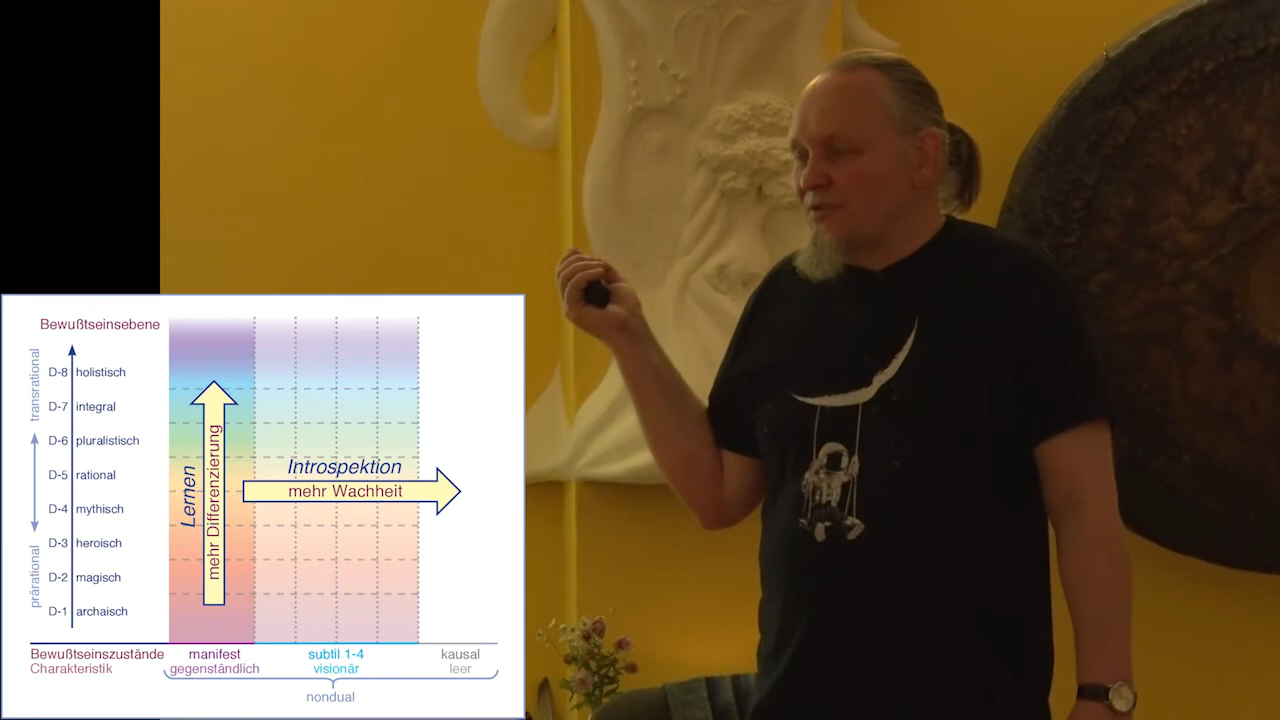 Bewußtseinsebene
transrational
prärational
D-8 holistisch
D-7 integral
D-6 pluralistisch
D-5 rational
D-4 mythisch
D-3 heroisch
D-2 magisch
D-1 archaisch
Lernen
mehr Differenzierung
Introspektion
mehr Wachheit
Bewußtseinszustände manifest subtil 1-4 kausal
Charakteristik gegenständlich visionär leer
nondual